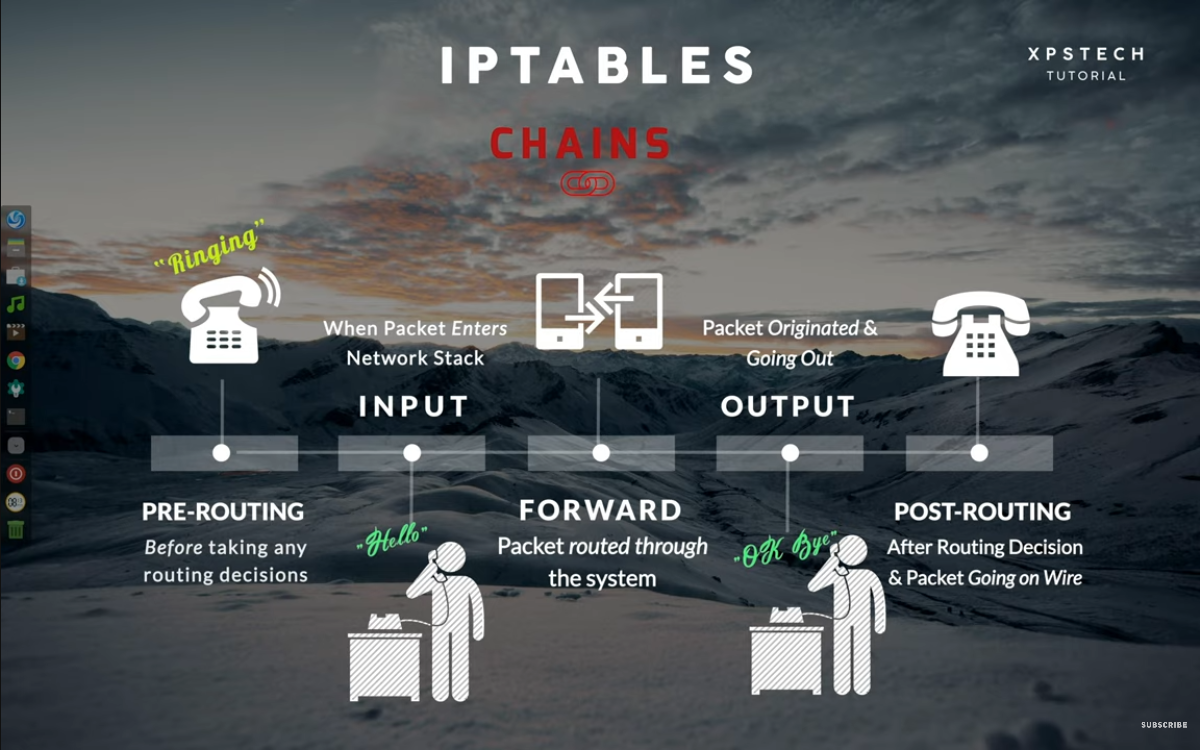 IPTABLES
XPSTECH
TUTORIAL
CHAINS
"Ringing"
When Packet Enters
Network Stack
INPUT
Packet Originated &
Going Out
OUTPUT
PRE-ROUTING
Before taking any
routing decisions
"Hello"
FORWARD
Packet routed through
the system
"OK Bye"
POST-ROUTING
After Routing Decision
& Packet Going on Wire
SUBSCRIBE